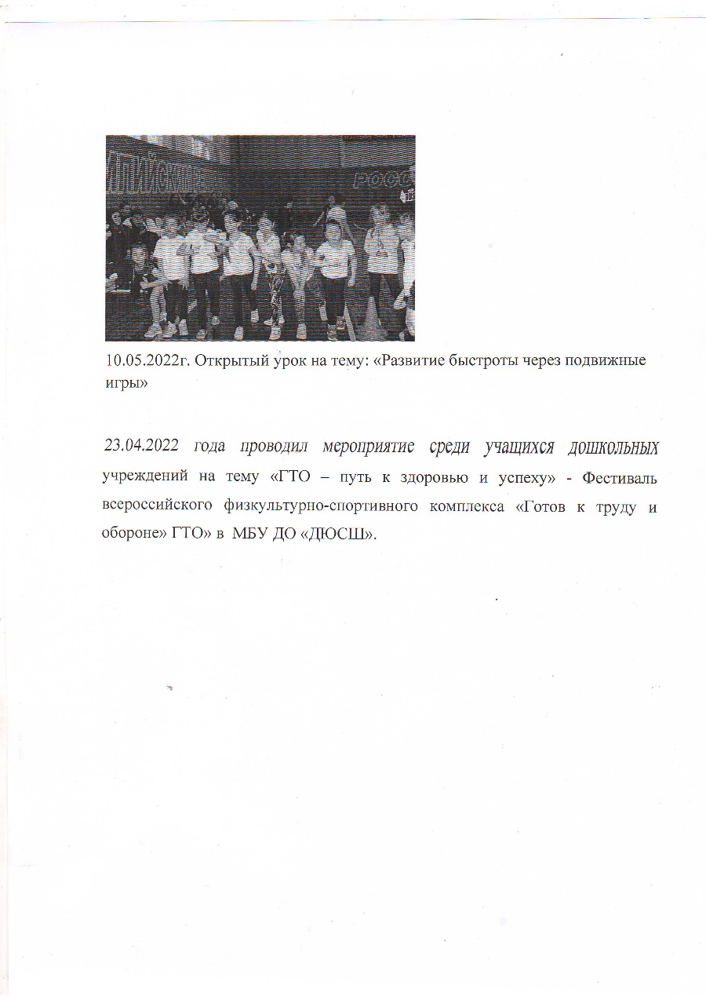 ПИЙСК
РОСС
10.05.2022г. Открытый урок на тему: «Развитие быстроты через подвижные
игры»
23.04.2022 года проводил мероприятие среди учащихся дошкольных
учреждений на тему «ГТО – путь к здоровью и успеху» - Фестиваль
всероссийского физкультурно-спортивного комплекса «Готов к труду и
обороне» ГТО» в МБУ ДО «ДЮСШ».